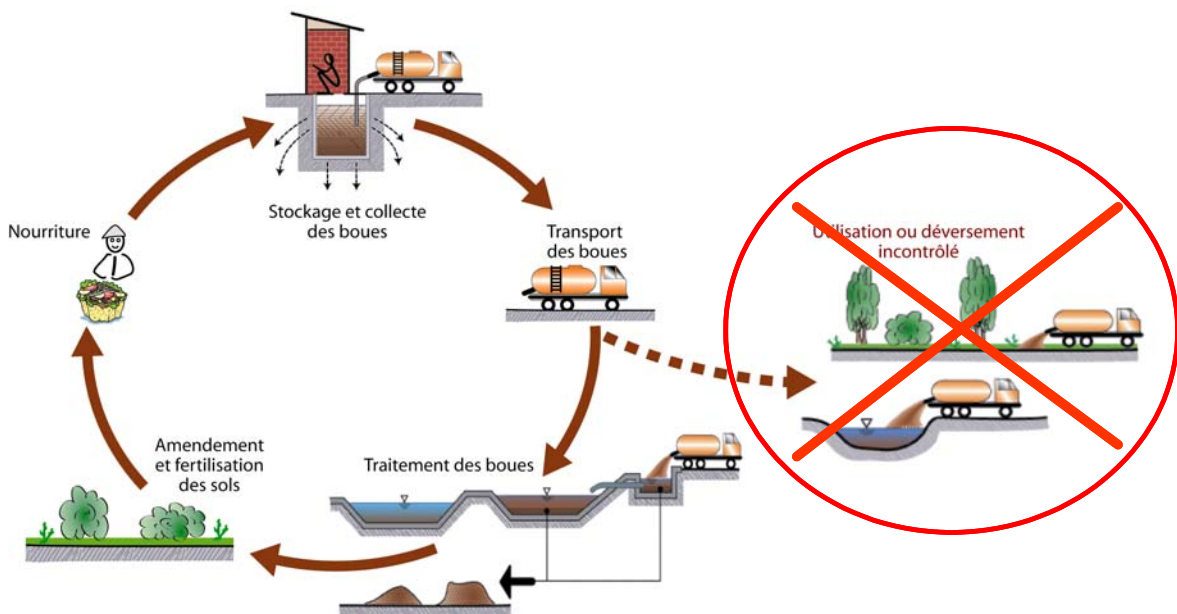 Stockage et collecte
des boues
Nourriture
Transport
des boues
Utilisation ou déversement
incontrôlé
Amendement
et fertilisation
des sols
Traitement des boues